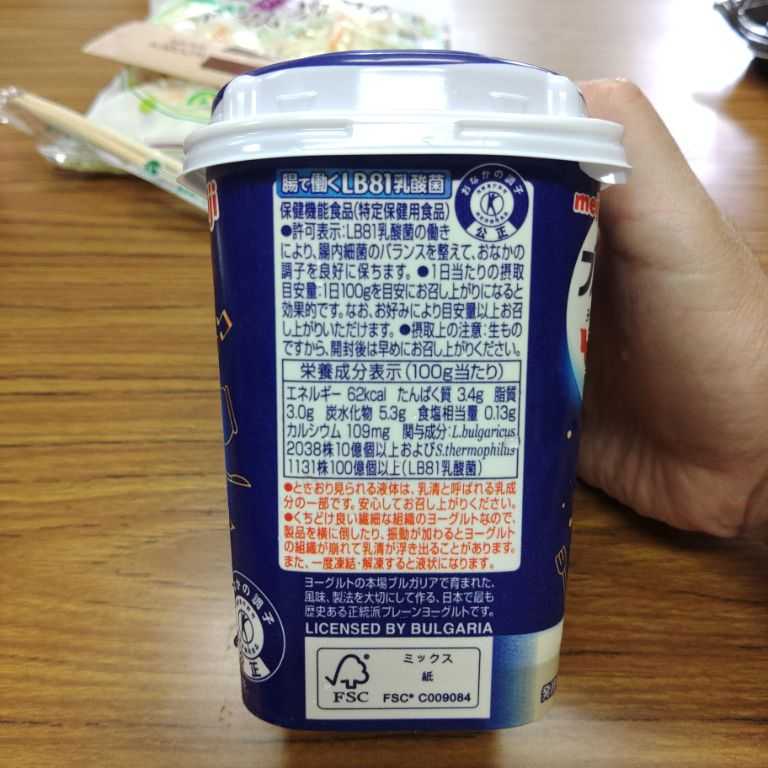 腸で働くLB81乳酸菌
おなかの調子
公正
保健機能食品(特定保健用食品)
●許可表示:LB81乳酸菌の働き
により、腸内細菌のバランスを整えて、おなかの
調子を良好に保ちます。●1日当たりの摂取
目安量:1日100gを目安にお召し上がりになると
効果的です。なお、お好みにより目安量以上お召
し上がりいただけます。●摂取上の注意:生もの
ですから、開封後は早めにお召し上がりください。
栄養成分表示(100g当たり)
エネルギー 62kcal たんぱく質 3.4g 脂質
3.0g 炭水化物 5.3g 食塩相当量 0.13g
カルシウム 109mg 関与成分:L.bulgaricus
2038株10億個以上およびS.thermophilus
1131株100億個以上(LB81乳酸菌)
●ときおり見られる液体は、乳清と呼ばれる乳成
分の一部です。安心してお召し上がりください。
●くちどけ良い繊細な組織のヨーグルトなので、
製品を横に倒したり、振動が加わるとヨーグルト
の組織が崩れて乳清が浮き出ることがあります。
また、一度凍結・解凍すると液状になります。
ヨーグルトの本場ブルガリアで育まれた、
風味、製法を大切にして作る、日本で最も
歴史ある正統派プレーンヨーグルトです。
LICENSED BY BULGARIA
FSC
ミックス
紙
FSC® C009084
の調子
正